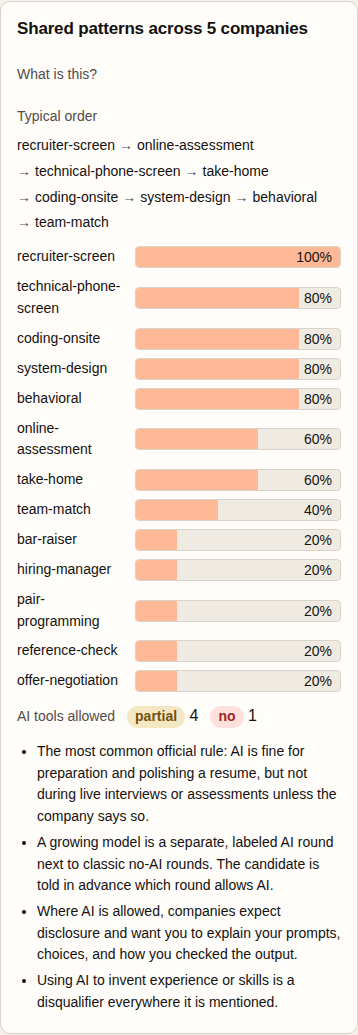 Shared patterns across 5 companies
What is this?
Typical order
recruiter-screen → online-assessment
→ technical-phone-screen → take-home
→ coding-onsite → system-design → behavioral
→ team-match
recruiter-screen 100%
technical-phone-
screen 80%
coding-onsite 80%
system-design 80%
behavioral 80%
online-
assessment 60%
take-home 60%
team-match 40%
bar-raiser 20%
hiring-manager 20%
pair-
programming 20%
reference-check 20%
offer-negotiation 20%
AI tools allowed partial 4 no 1
• The most common official rule: AI is fine for
preparation and polishing a resume, but not
during live interviews or assessments unless the
company says so.
• A growing model is a separate, labeled AI round
next to classic no-AI rounds. The candidate is
told in advance which round allows AI.
• Where AI is allowed, companies expect
disclosure and want you to explain your prompts,
choices, and how you checked the output.
• Using AI to invent experience or skills is a
disqualifier everywhere it is mentioned.